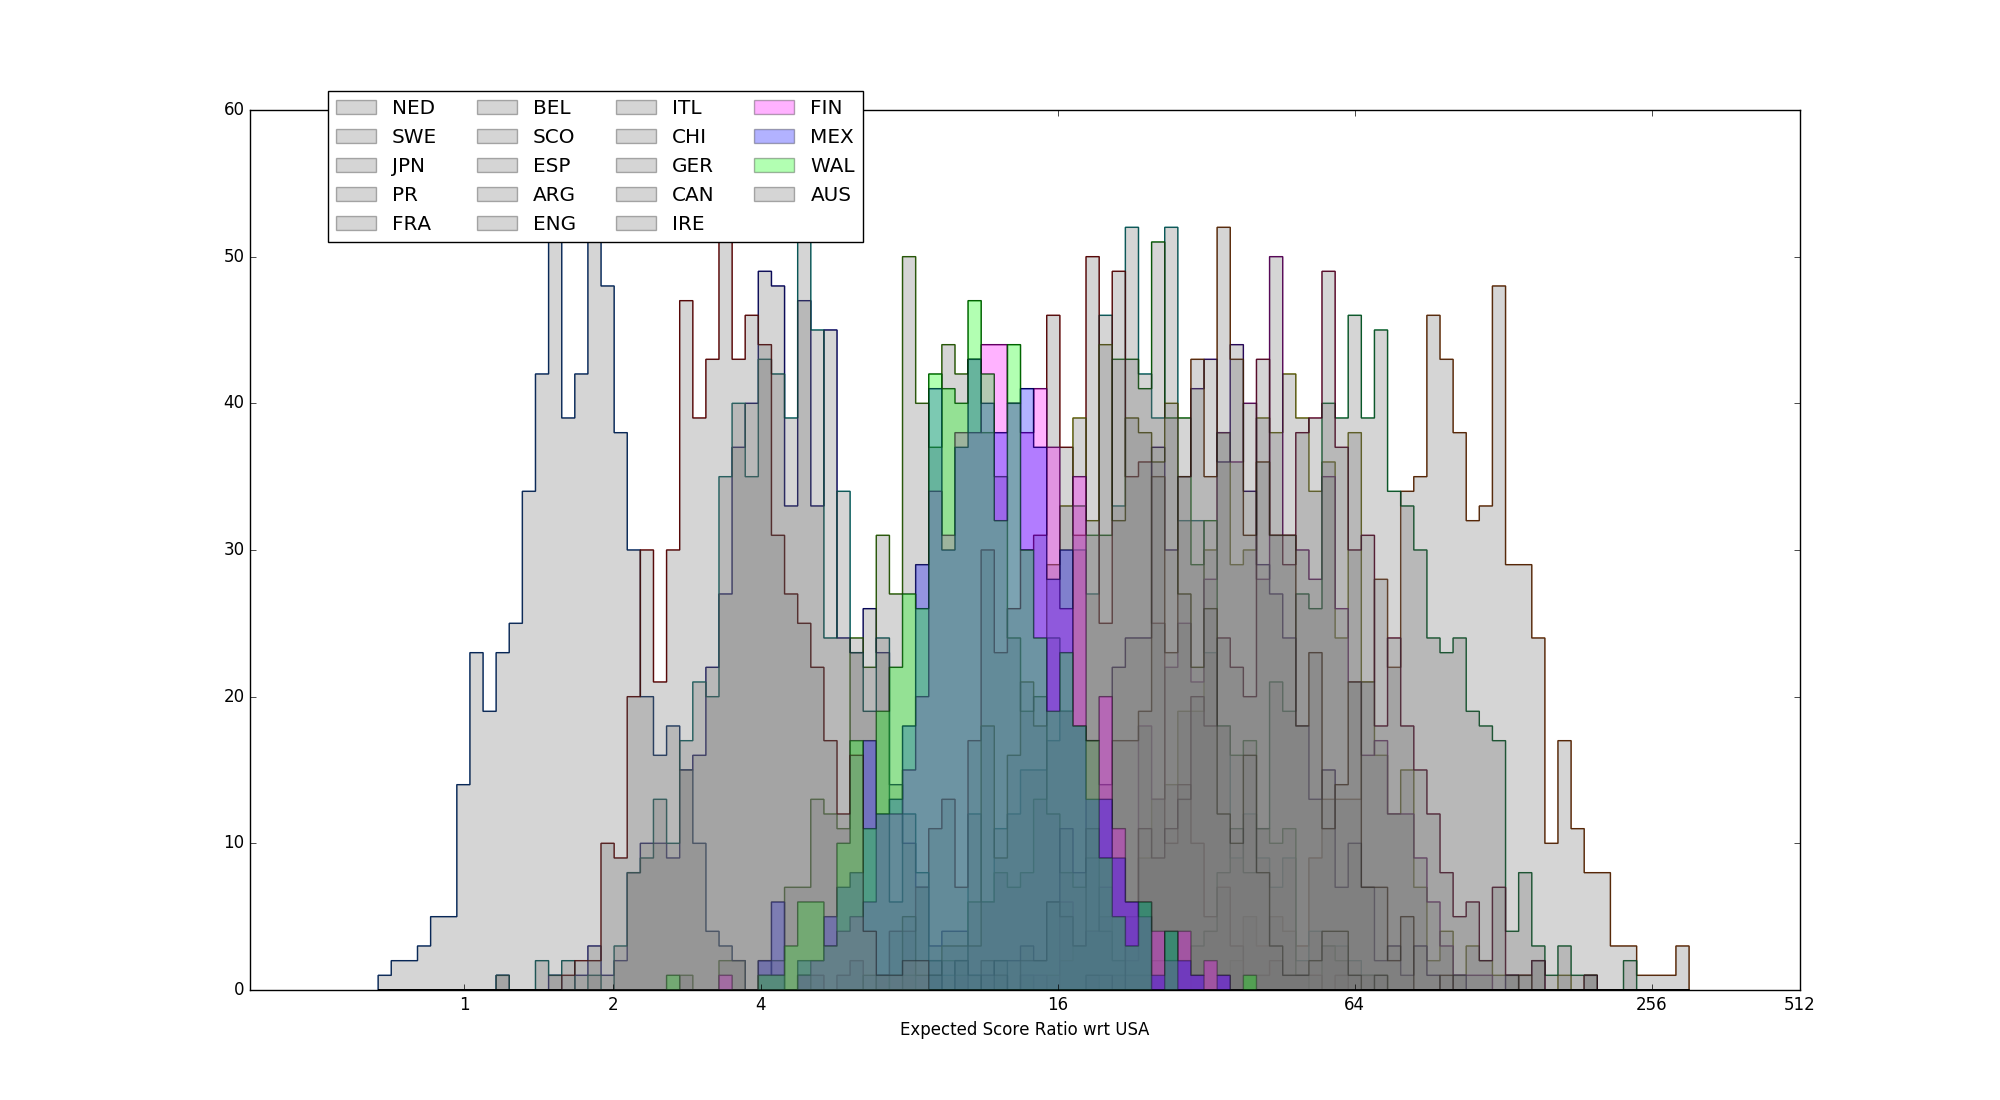 NED BEL ITL FIN
SWE SCO CHI MEX
JPN ESP GER WAL
PR ARG CAN AUS
FRA ENG IRE
60
50
40
30
20
10
0
1 2 4 16 64 256 512
Expected Score Ratio wrt USA